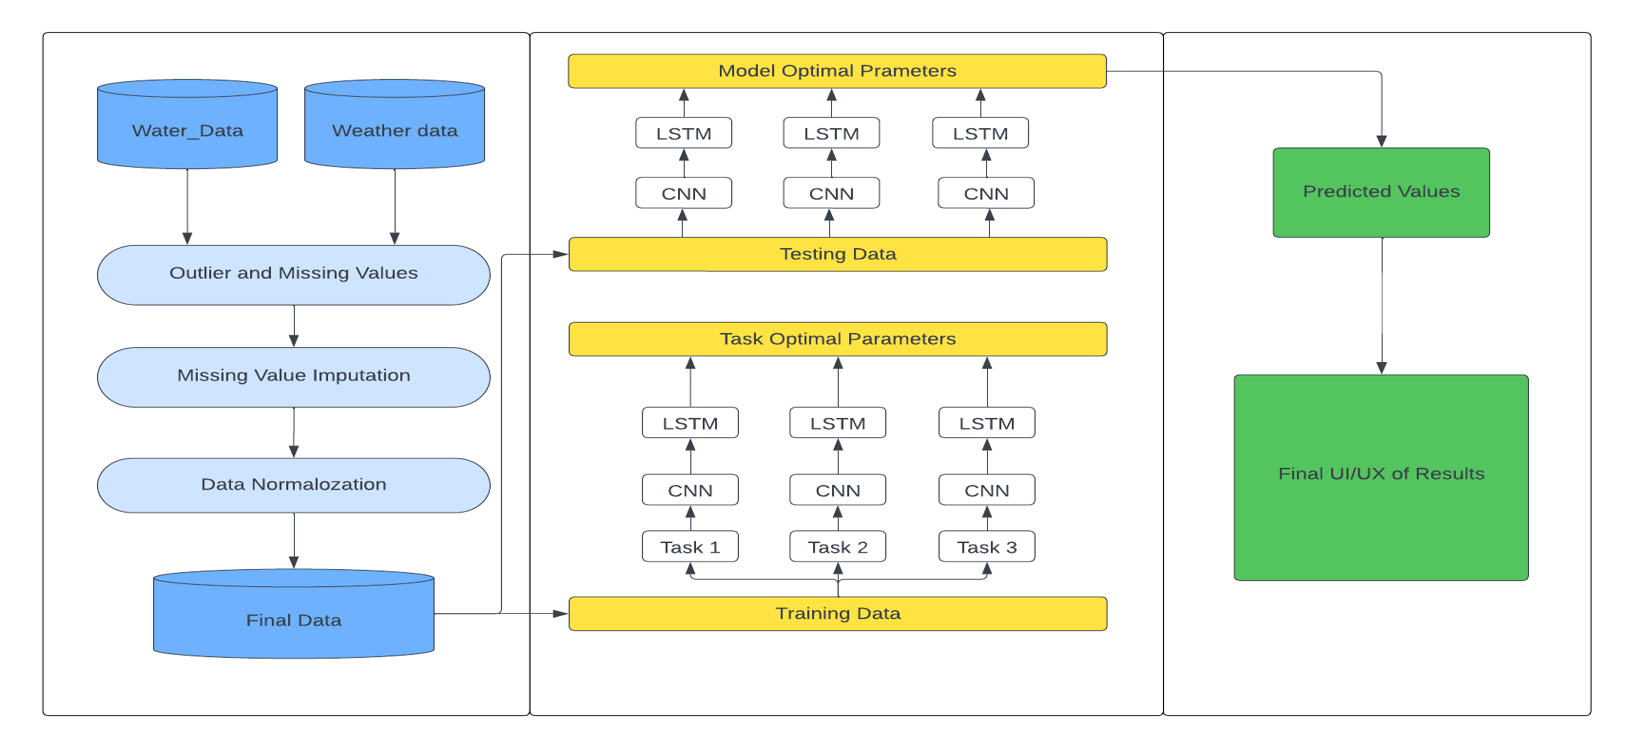 Water_Data
Weather data
Outlier and Missing Values
Missing Value Imputation
Data Normalozation
Final Data
Model Optimal Prameters
LSTM
LSTM
LSTM
CNN
CNN
CNN
Testing Data
Task Optimal Parameters
LSTM
LSTM
LSTM
CNN
CNN
CNN
Task 1
Task 2
Task 3
Training Data
Predicted Values
Final UI/UX of Results